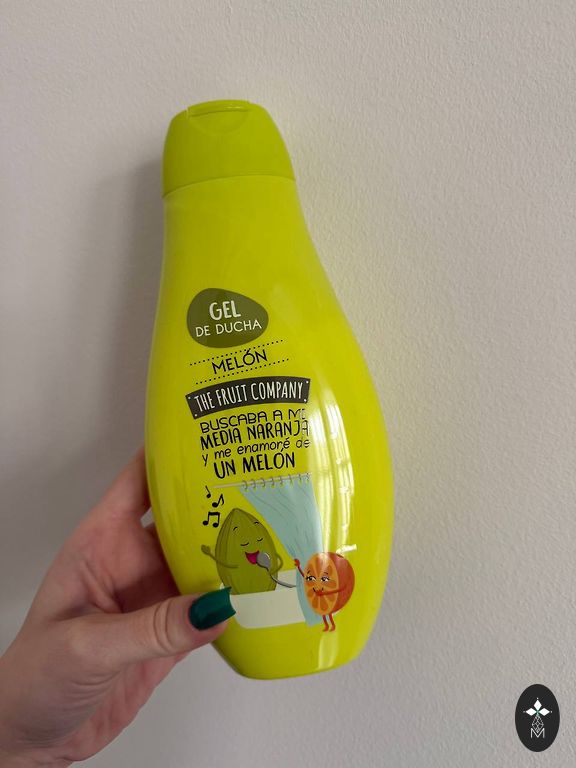 GEL
DE DUCHA
MELÓN
THE FRUIT COMPANY
BUSCABA A MI
MEDIA NARANJA
y me enamoré de
UN MELÓN
M